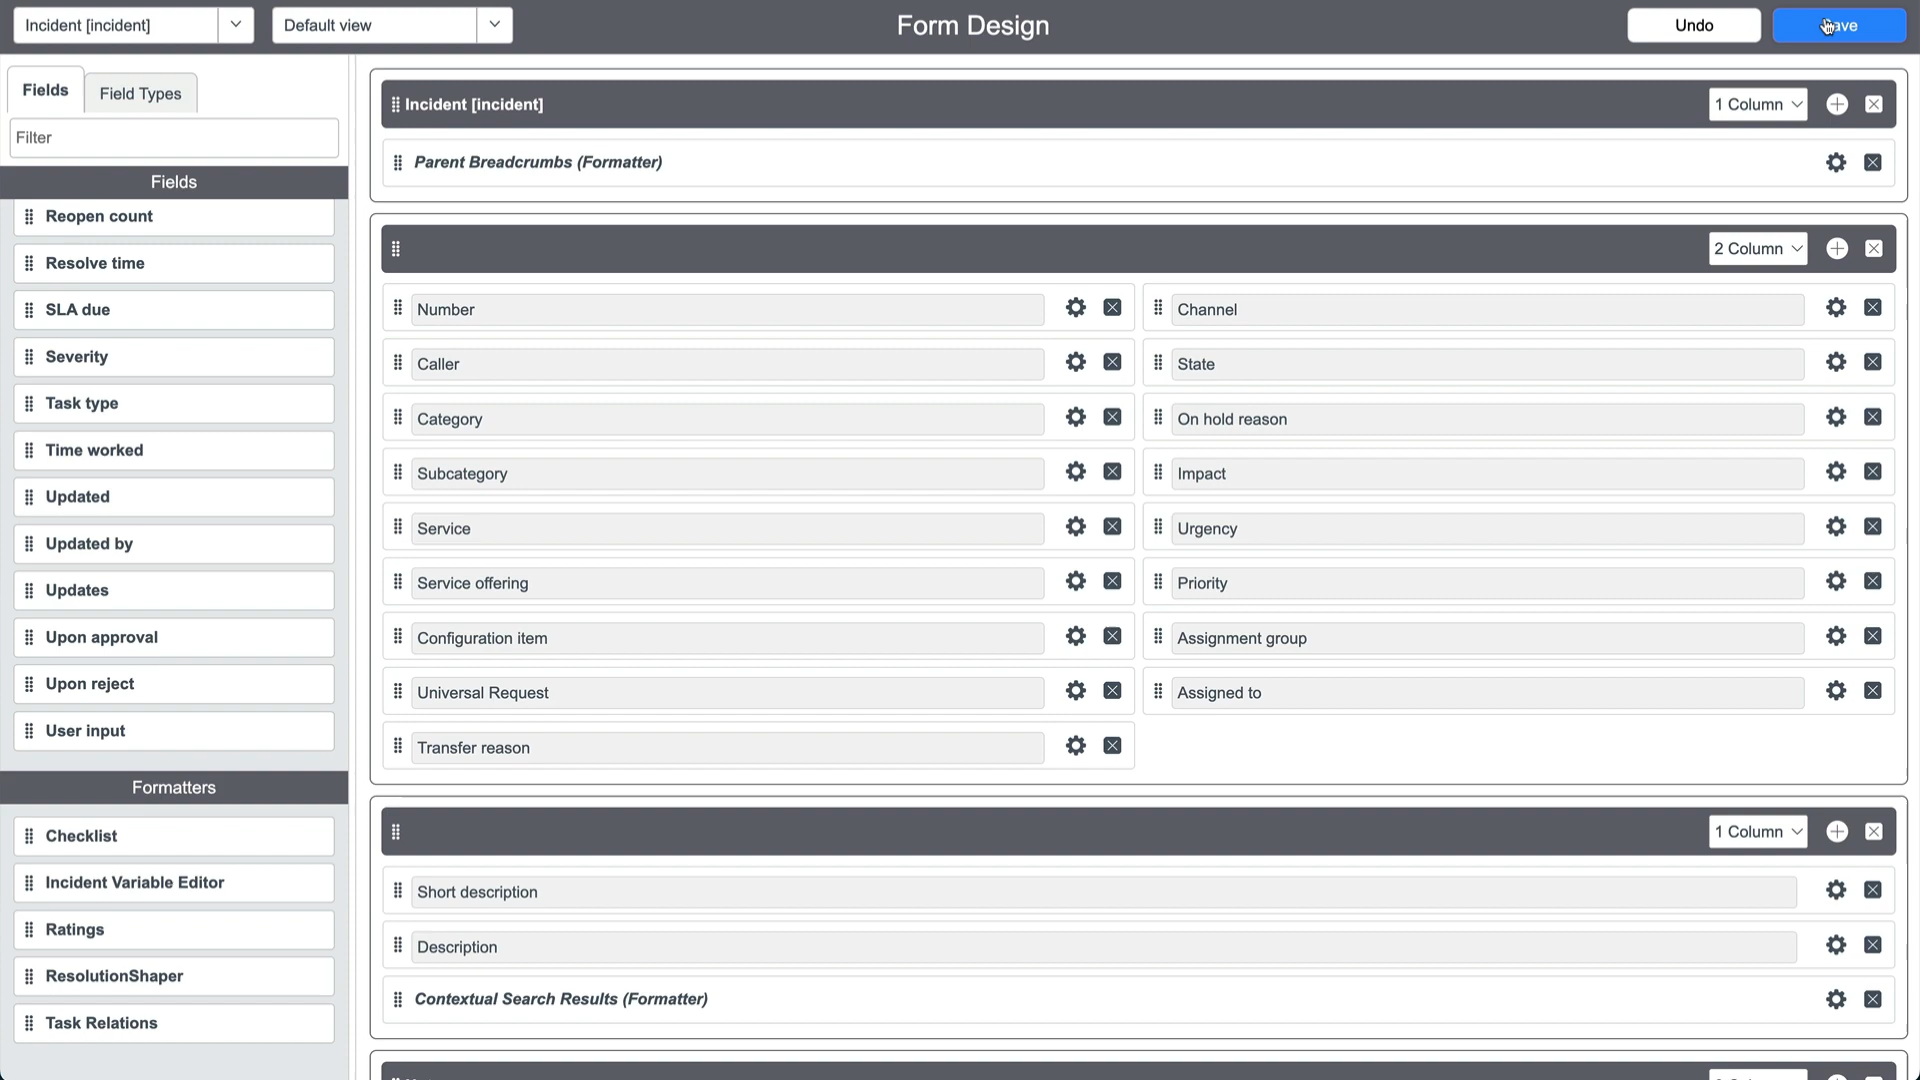 Incident [incident]
Default view
Form Design
Undo
Fields
Field Types
Filter
Fields
Reopen count
Resolve time
SLA due
Severity
Task type
Time worked
Updated
Updated by
Updates
Upon approval
Upon reject
User input
Formatters
Checklist
Incident Variable Editor
Ratings
ResolutionShaper
Task Relations
Incident [incident]
1 Column
Parent Breadcrumbs (Formatter)
2 Column
Number
Channel
Caller
State
Category
On hold reason
Subcategory
Impact
Service
Urgency
Service offering
Priority
Configuration item
Assignment group
Universal Request
Assigned to
Transfer reason
1 Column
Short description
Description
Contextual Search Results (Formatter)